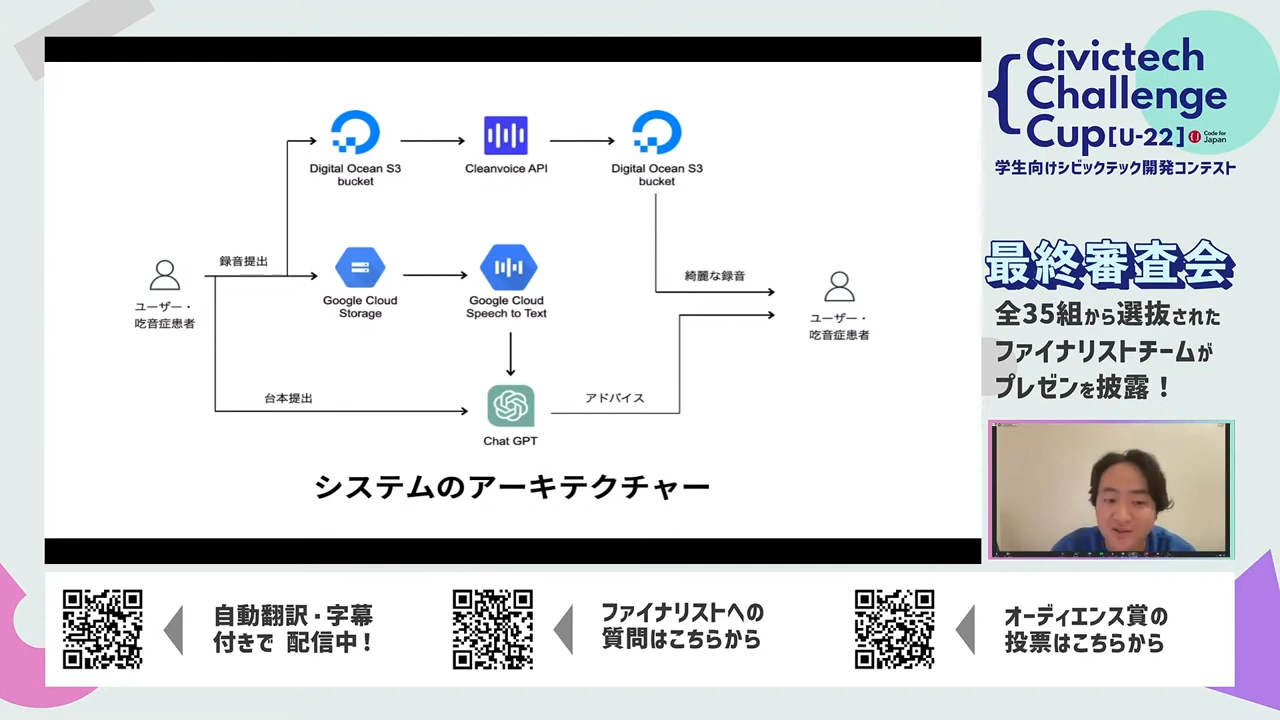 Digital Ocean S3
bucket
Cleanvoice API
Digital Ocean S3
bucket
録音提出
ユーザー・
吃音症患者
Google Cloud
Storage
Google Cloud
Speech to Text
綺麗な録音
ユーザー・
吃音症患者
台本提出
アドバイス
Chat GPT
システムのアーキテクチャー
Civictech
Challenge
Cup[U-22]
Code for
Japan
学生向けシビックテック開発コンテスト
最終審査会
全35組から選抜された
ファイナリストチームが
プレゼンを披露！
自動翻訳・字幕
付きで 配信中！
ファイナリストへの
質問はこちらから
オーディエンス賞の
投票はこちらから